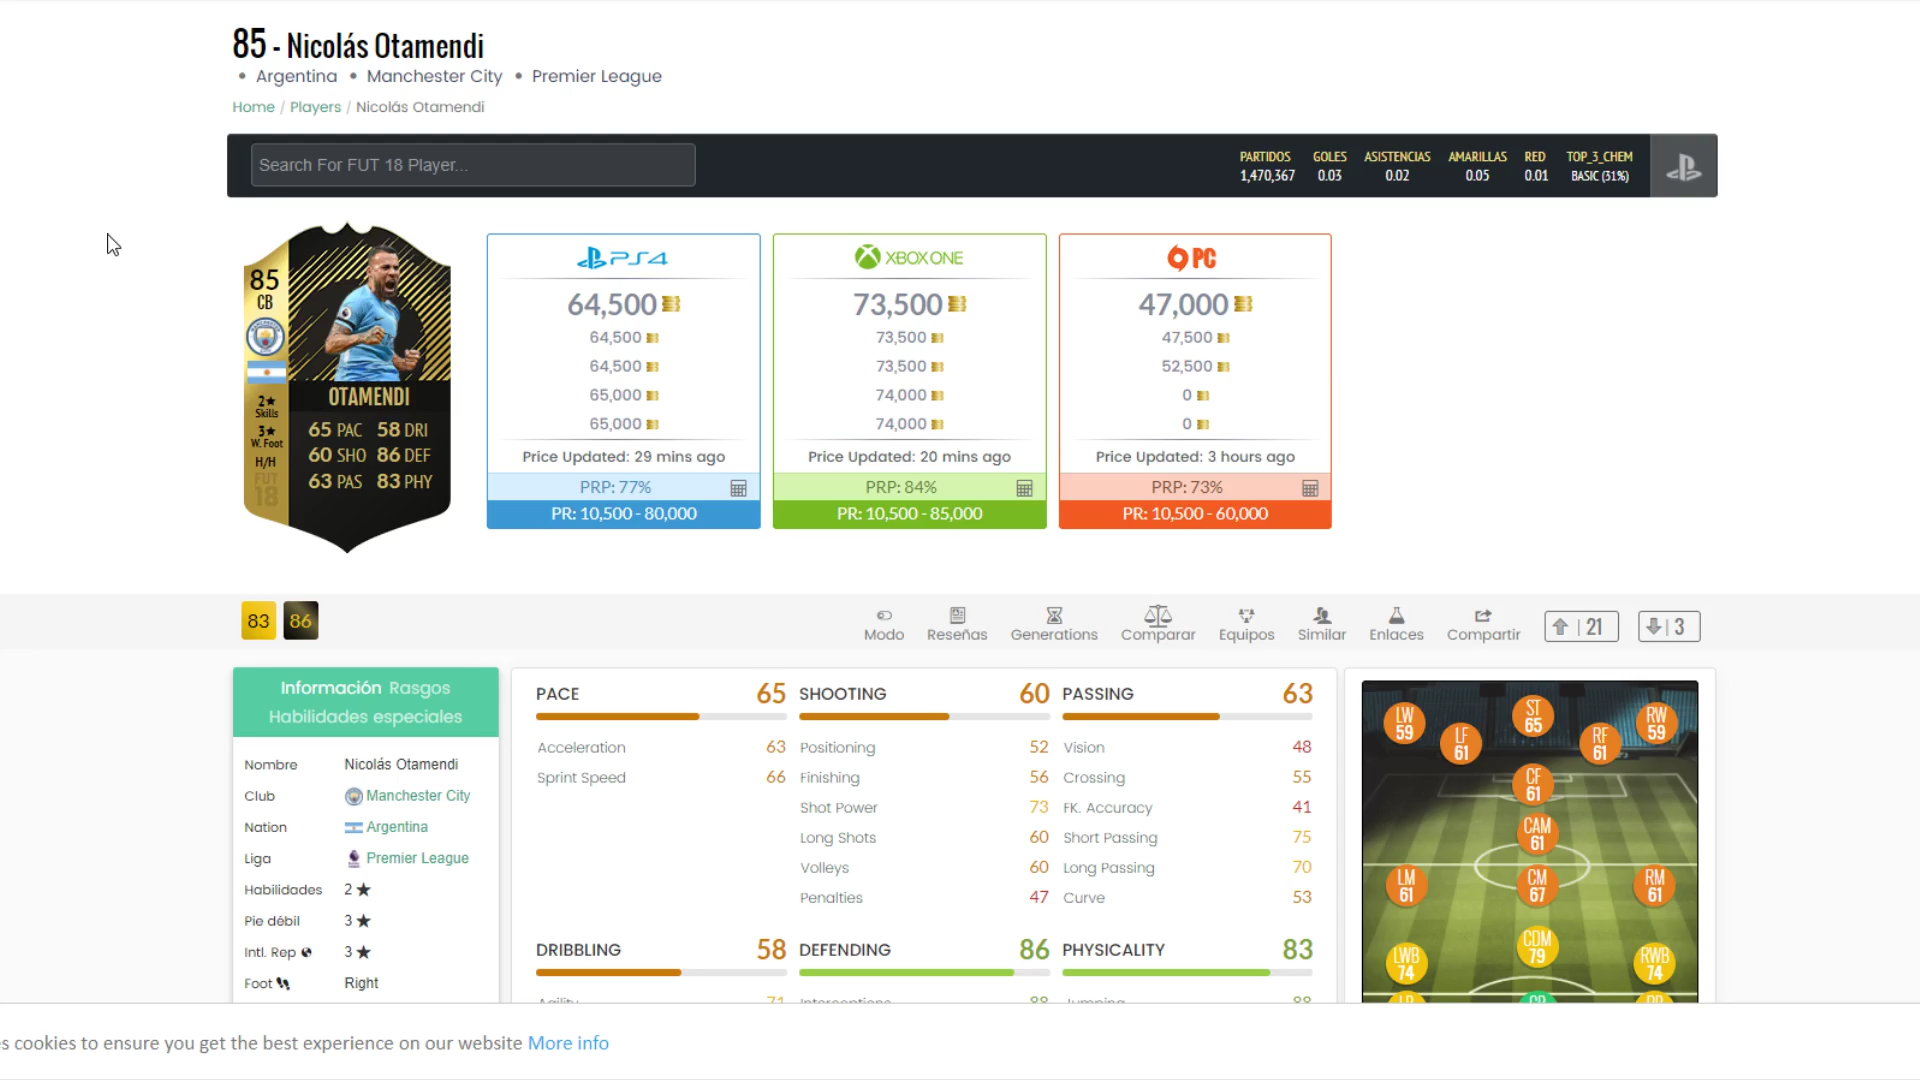 85 - Nicolás Otamendi
• Argentina • Manchester City • Premier League
Home / Players / Nicolás Otamendi
Search For FUT 18 Player...
PARTIDOS GOLES ASISTENCIAS AMARILLAS RED TOP_3_CHEM
1,470,367 0.03 0.02 0.05 0.01 BASIC (31%)
85
CB
2★
Skills
3★
W. Foot
H/H
FUT
18
OTAMENDI
65 PAC 58 DRI
60 SHO 86 DEF
63 PAS 83 PHY
PS4
64,500
64,500
64,500
65,000
65,000
Price Updated: 29 mins ago
PRP: 77%
PR: 10,500 - 80,000
XBOX ONE
73,500
73,500
73,500
74,000
74,000
Price Updated: 20 mins ago
PRP: 84%
PR: 10,500 - 85,000
PC
47,000
47,500
52,500
0
0
Price Updated: 3 hours ago
PRP: 73%
PR: 10,500 - 60,000
83 86
Modo Reseñas Generations Comparar Equipos Similar Enlaces Compartir | 21 | 3
Información Rasgos
Habilidades especiales
Nombre Nicolás Otamendi
Club Manchester City
Nation Argentina
Liga Premier League
Habilidades 2 ★
Pie débil 3 ★
Intl. Rep 3 ★
Foot Right
PACE 65
Acceleration 63
Sprint Speed 66
SHOOTING 60
Positioning 52
Finishing 56
Shot Power 73
Long Shots 60
Volleys 60
Penalties 47
PASSING 63
Vision 48
Crossing 55
FK. Accuracy 41
Short Passing 75
Long Passing 70
Curve 53
DRIBBLING 58
Agility 71
DEFENDING 86
Interceptions 88
PHYSICALITY 83
Jumping 88
LW 59
LF 61
ST 65
RF 61
RW 59
CF 61
CAM 61
LM 61
CM 67
RM 61
LWB 74
CDM 79
RWB 74
s cookies to ensure you get the best experience on our website More info